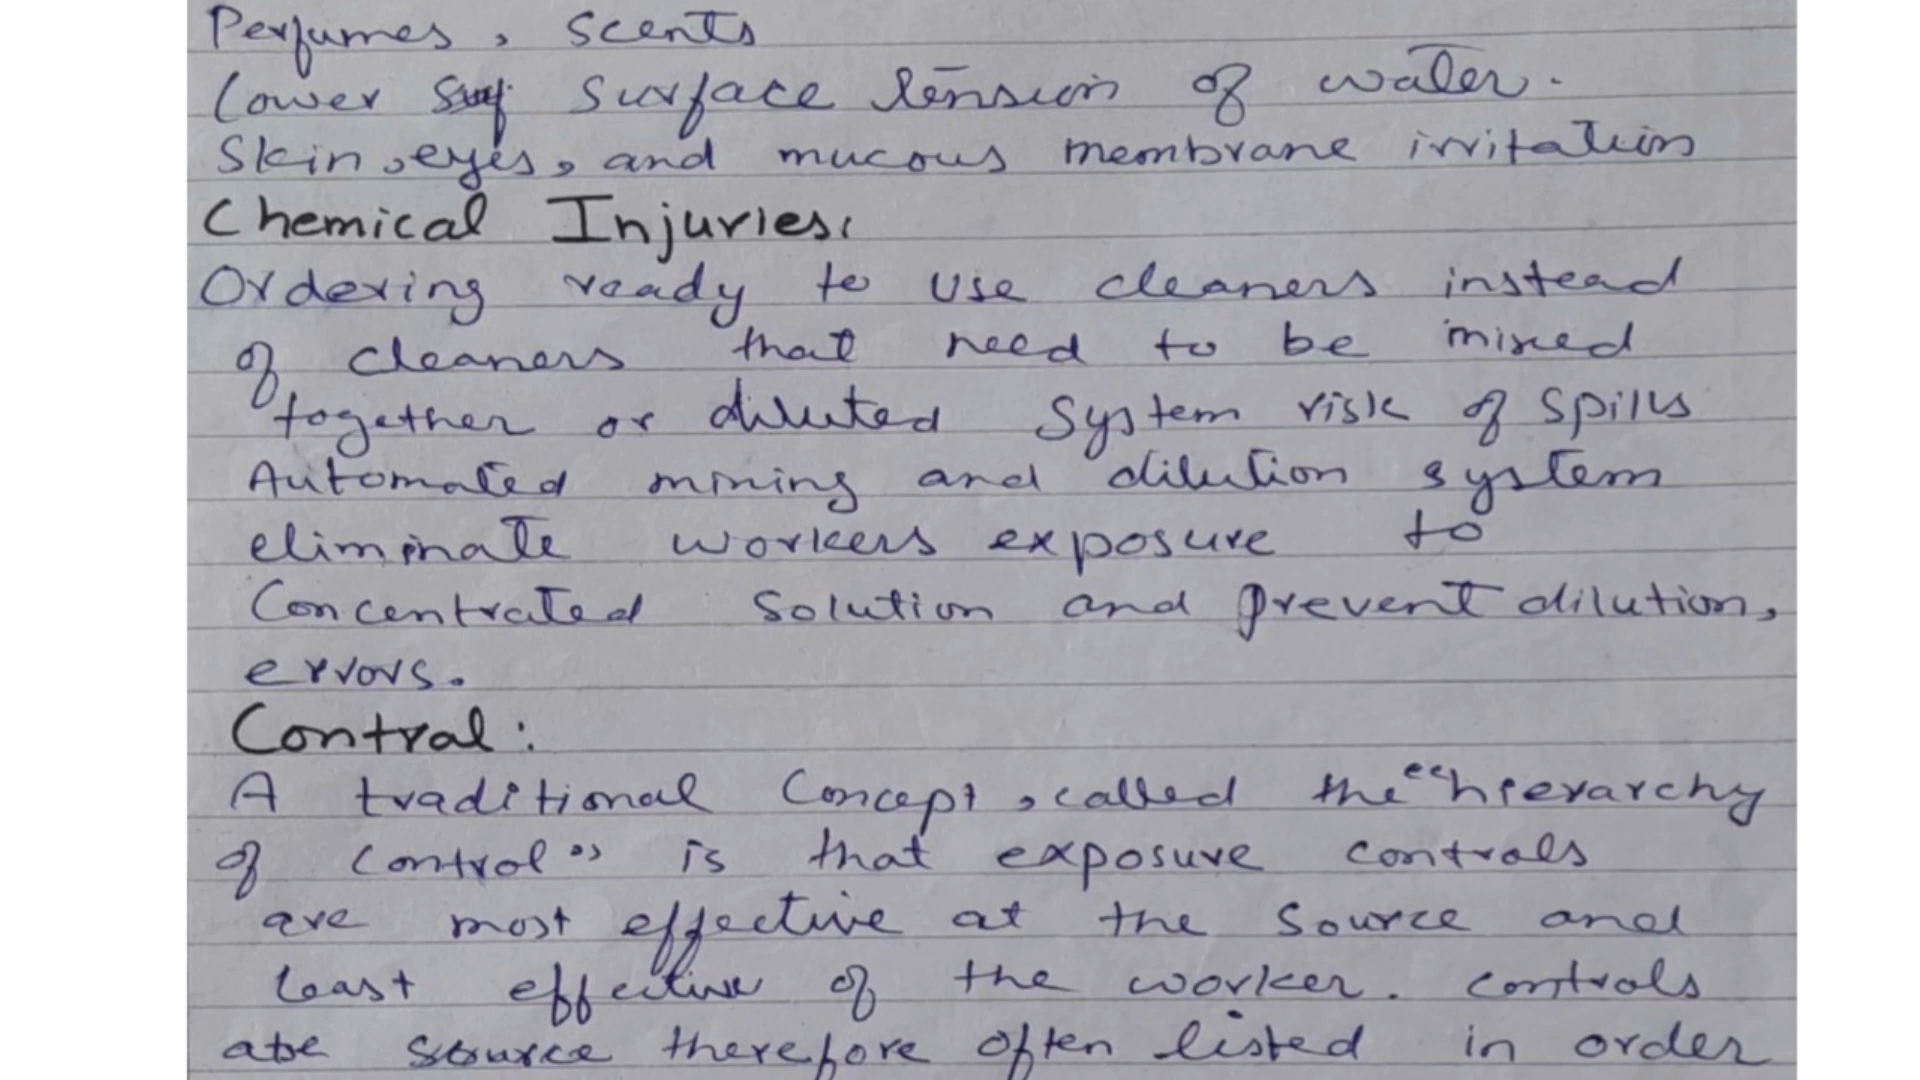 Perfumes, scents
Lower surface tension of water.
Skin, eyes, and mucous membrane irritation
Chemical Injuries:
Ordering ready to use cleaners instead
of cleaners that need to be mixed
together or diluted system risk of spills
Automated mixing and dilution system
eliminate workers exposure to
Concentrated solution and prevent dilution,
errors.
Contral:
A traditional Concept, called the "hierarchy
of control" is that exposure controls
are most effective at the source and
least effective of the worker. controls
source therefore often listed in order